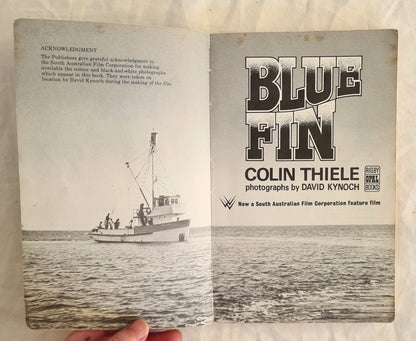 ACKNOWLEDGMENT
The Publishers give grateful acknowledgment to
the South Australian Film Corporation for making
available the colour and black-and-white photographs
which appear in this book. They were taken on
location by David Kynoch during the making of the film
BLUE
FIN
COLIN THIELE
photographs by DAVID KYNOCH
RIGBY
OPAL
BOOKS
Now a South Australian Film Corporation feature film